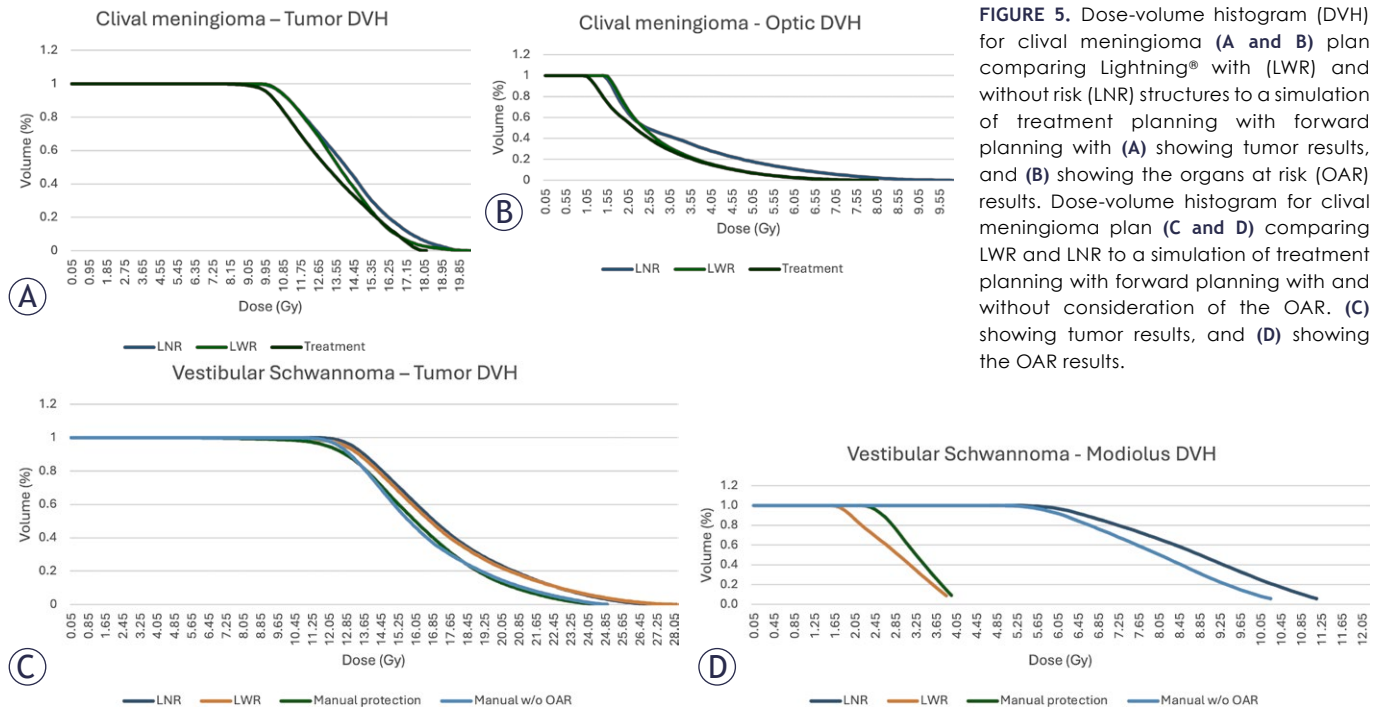 Clival meningioma – Tumor DVH
1.2
1
0.8
0.6
0.4
0.2
0
Volume (%)
0.05 0.95 1.85 2.75 3.65 4.55 5.45 6.35 7.25 8.15 9.05 9.95 10.85 11.75 12.65 13.55 14.45 15.35 16.25 17.15 18.05 18.95 19.85
Dose (Gy)
LNR LWR Treatment
A
Clival meningioma - Optic DVH
1.2
1
0.8
0.6
0.4
0.2
0
Volume (%)
0.05 0.55 1.05 1.55 2.05 2.55 3.05 3.55 4.05 4.55 5.05 5.55 6.05 6.55 7.05 7.55 8.05 8.55 9.05 9.55
Dose (Gy)
LNR LWR Treatment
B
FIGURE 5. Dose-volume histogram (DVH)
for clival meningioma (A and B) plan
comparing Lightning® with (LWR) and
without risk (LNR) structures to a simulation
of treatment planning with forward
planning with (A) showing tumor results,
and (B) showing the organs at risk (OAR)
results. Dose-volume histogram for clival
meningioma plan (C and D) comparing
LWR and LNR to a simulation of treatment
planning with forward planning with and
without consideration of the OAR. (C)
showing tumor results, and (D) showing
the OAR results.
Vestibular Schwannoma – Tumor DVH
1.2
1
0.8
0.6
0.4
0.2
0
Volume (%)
0.05 0.85 1.65 2.45 3.25 4.05 4.85 5.65 6.45 7.25 8.05 8.85 9.65 10.45 11.25 12.05 12.85 13.65 14.45 15.25 16.05 16.85 17.65 18.45 19.25 20.05 20.85 21.65 22.45 23.25 24.05 24.85 25.65 26.45 27.25 28.05
Dose (Gy)
LNR LWR Manual protection Manual w/o OAR
C
Vestibular Schwannoma - Modiolus DVH
1.2
1.0
0.8
0.6
0.4
0.2
0.0
Volume (%)
0.05 0.45 0.85 1.25 1.65 2.05 2.45 2.85 3.25 3.65 4.05 4.45 4.85 5.25 5.65 6.05 6.45 6.85 7.25 7.65 8.05 8.45 8.85 9.25 9.65 10.05 10.45 10.85 11.25 11.65 12.05
Dose (Gy)
LNR LWR Manual protection Manual w/o OAR
D